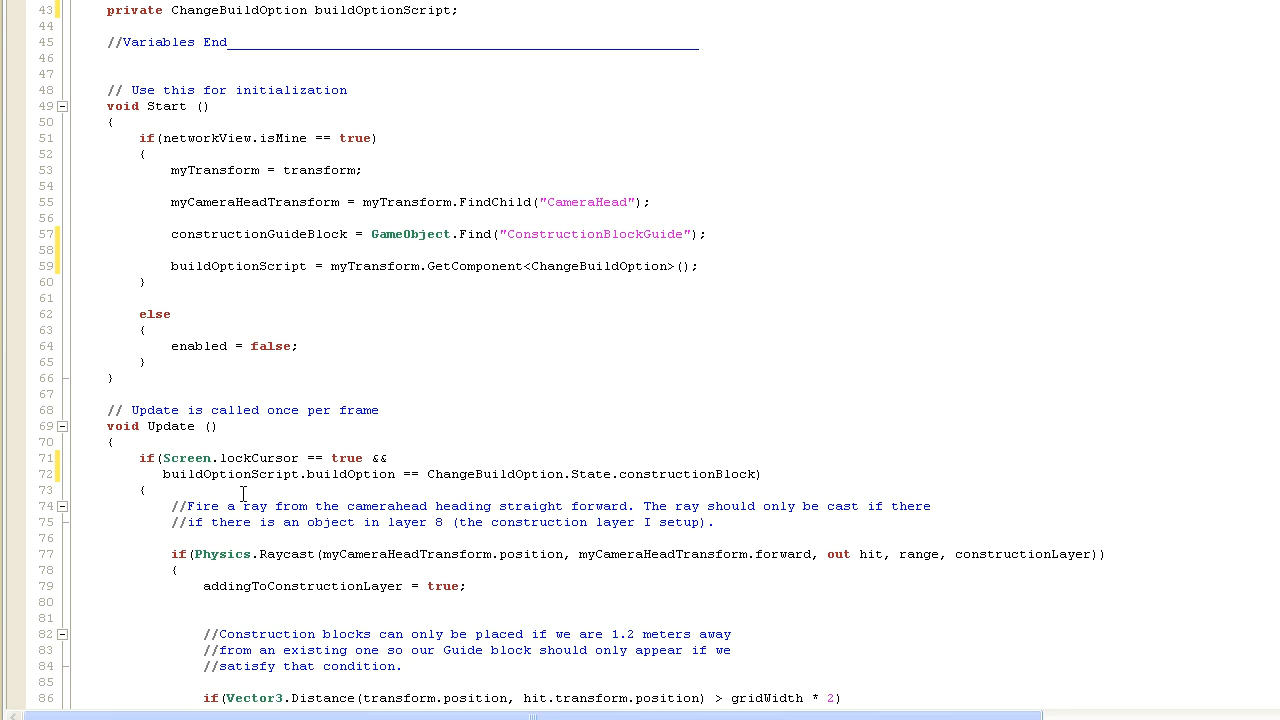 43 private ChangeBuildOption buildOptionScript;
44
45 //Variables End___________________________________________________________
46
47
48 // Use this for initialization
49 void Start ()
50 {
51 if(networkView.isMine == true)
52 {
53 myTransform = transform;
54
55 myCameraHeadTransform = myTransform.FindChild("CameraHead");
56
57 constructionGuideBlock = GameObject.Find("ConstructionBlockGuide");
58
59 buildOptionScript = myTransform.GetComponent<ChangeBuildOption>();
60 }
61
62 else
63 {
64 enabled = false;
65 }
66 }
67
68 // Update is called once per frame
69 void Update ()
70 {
71 if(Screen.lockCursor == true &&
72 buildOptionScript.buildOption == ChangeBuildOption.State.constructionBlock)
73 {
74 //Fire a ray from the camerahead heading straight forward. The ray should only be cast if there
75 //if there is an object in layer 8 (the construction layer I setup).
76
77 if(Physics.Raycast(myCameraHeadTransform.position, myCameraHeadTransform.forward, out hit, range, constructionLayer))
78 {
79 addingToConstructionLayer = true;
80
81
82 //Construction blocks can only be placed if we are 1.2 meters away
83 //from an existing one so our Guide block should only appear if we
84 //satisfy that condition.
85
86 if(Vector3.Distance(transform.position, hit.transform.position) > gridWidth * 2)